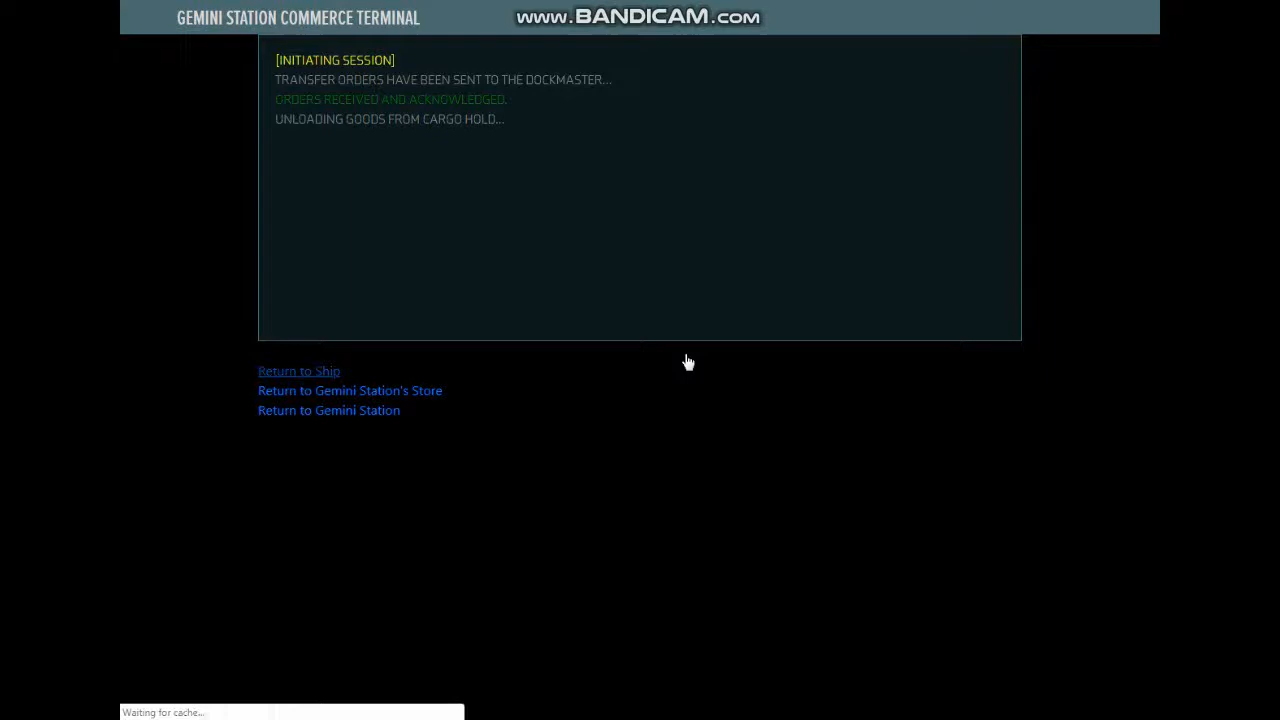 GEMINI STATION COMMERCE TERMINAL
www.BANDICAM.com
[INITIATING SESSION]
TRANSFER ORDERS HAVE BEEN SENT TO THE DOCKMASTER...
ORDERS RECEIVED AND ACKNOWLEDGED.
UNLOADING GOODS FROM CARGO HOLD...
Return to Ship
Return to Gemini Station's Store
Return to Gemini Station
Waiting for cache...